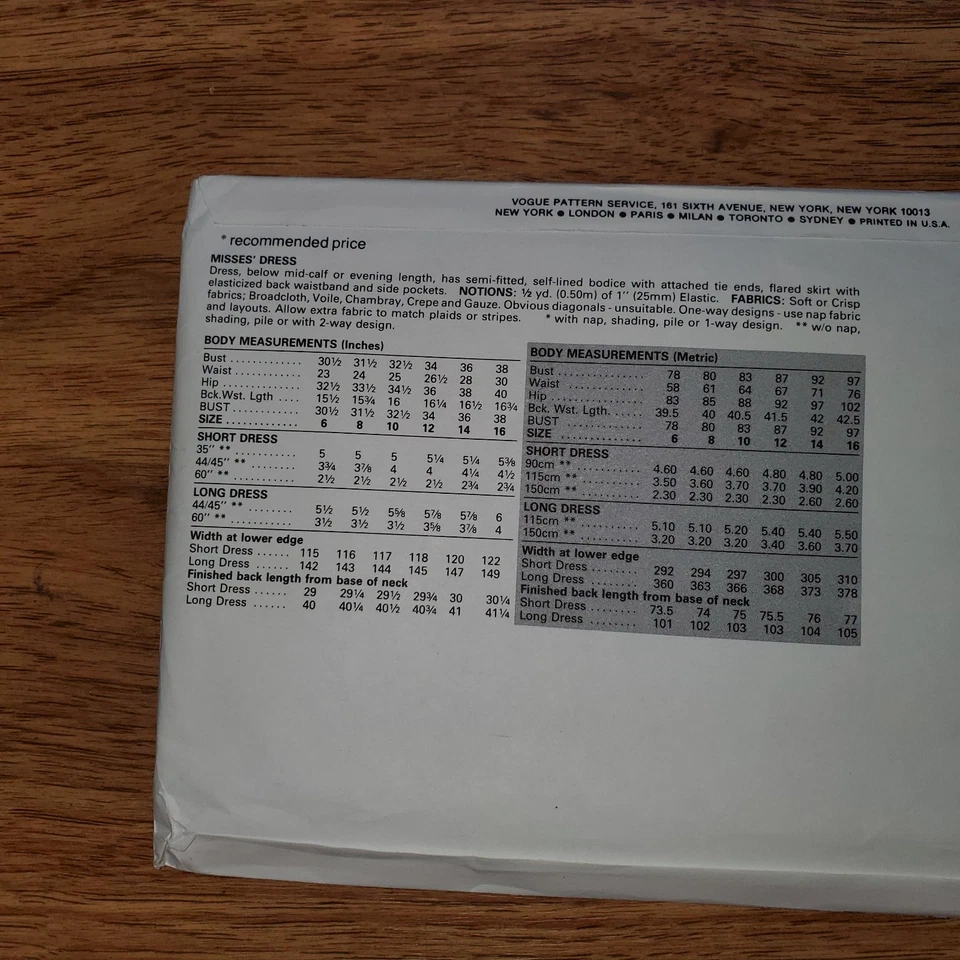 VOGUE PATTERN SERVICE, 161 SIXTH AVENUE, NEW YORK, NEW YORK 10013
NEW YORK ● LONDON ● PARIS ● MILAN ● TORONTO ● SYDNEY ● PRINTED IN U.S.A.
* recommended price
MISSES' DRESS
Dress, below mid-calf or evening length, has semi-fitted, self-lined bodice with attached tie ends, flared skirt with
elasticized back waistband and side pockets. NOTIONS: ½ yd. (0.50m) of 1'' (25mm) Elastic. FABRICS: Soft or Crisp
fabrics; Broadcloth, Voile, Chambray, Crepe and Gauze. Obvious diagonals - unsuitable. One-way designs - use nap fabric
and layouts. Allow extra fabric to match plaids or stripes. * with nap, shading, pile or 1-way design. ** w/o nap,
shading, pile or with 2-way design.
BODY MEASUREMENTS (Inches)
Bust ............ 30½ 31½ 32½ 34 36 38
Waist ........... 23 24 25 26½ 28 30
Hip ............. 32½ 33½ 34½ 36 38 40
Bck.Wst. Lgth .... 15½ 15¾ 16 16¼ 16½ 16¾
BUST ............ 30½ 31½ 32½ 34 36 38
SIZE ............ 6 8 10 12 14 16
SHORT DRESS
35'' ** .......... 5 5 5 5¼ 5¼ 5⅜
44/45'' ** ........ 3¾ 3⅞ 4 4 4¼ 4½
60'' ** .......... 2½ 2½ 2½ 2½ 2¾ 2¾
LONG DRESS
44/45'' ** ........ 5½ 5½ 5⅝ 5⅞ 5⅞ 6
60'' ** .......... 3½ 3½ 3½ 3⅝ 3⅞ 4
Width at lower edge
Short Dress ...... 115 116 117 118 120 122
Long Dress ...... 142 143 144 145 147 149
Finished back length from base of neck
Short Dress ...... 29 29¼ 29½ 29¾ 30 30¼
Long Dress ...... 40 40¼ 40½ 40¾ 41 41¼
BODY MEASUREMENTS (Metric)
Bust ............ 78 80 83 87 92 97
Waist ........... 58 61 64 67 71 76
Hip ............. 83 85 88 92 97 102
Bck. Wst. Lgth. ..... 39.5 40 40.5 41.5 42 42.5
BUST ............ 78 80 83 87 92 97
SIZE ............ 6 8 10 12 14 16
SHORT DRESS
90cm ** .......... 4.60 4.60 4.60 4.80 4.80 5.00
115cm ** ......... 3.50 3.60 3.70 3.70 3.90 4.20
150cm ** ......... 2.30 2.30 2.30 2.30 2.60 2.60
LONG DRESS
115cm ** ......... 5.10 5.10 5.20 5.40 5.40 5.50
150cm ** ......... 3.20 3.20 3.20 3.40 3.60 3.70
Width at lower edge
Short Dress ........ 292 294 297 300 305 310
Long Dress ........ 360 363 366 368 373 378
Finished back length from base of neck
Short Dress ........ 73.5 74 75 75.5 76 77
Long Dress ........ 101 102 103 103 104 105